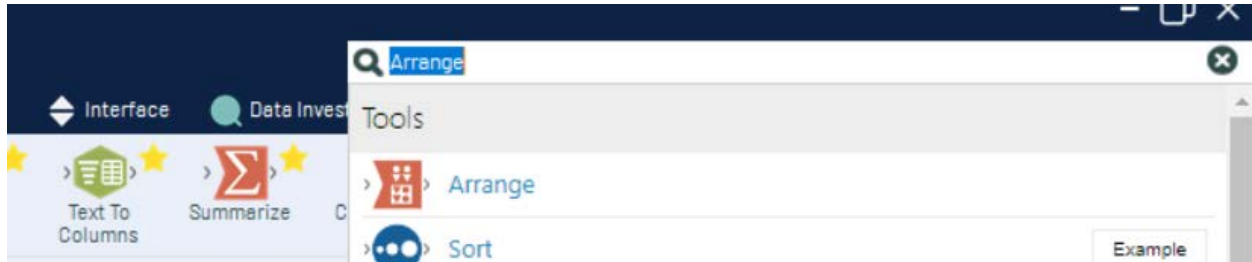 Arrange
Interface
Data Invest
Tools
Arrange
Text To
Columns
Summarize
C
Sort
Example